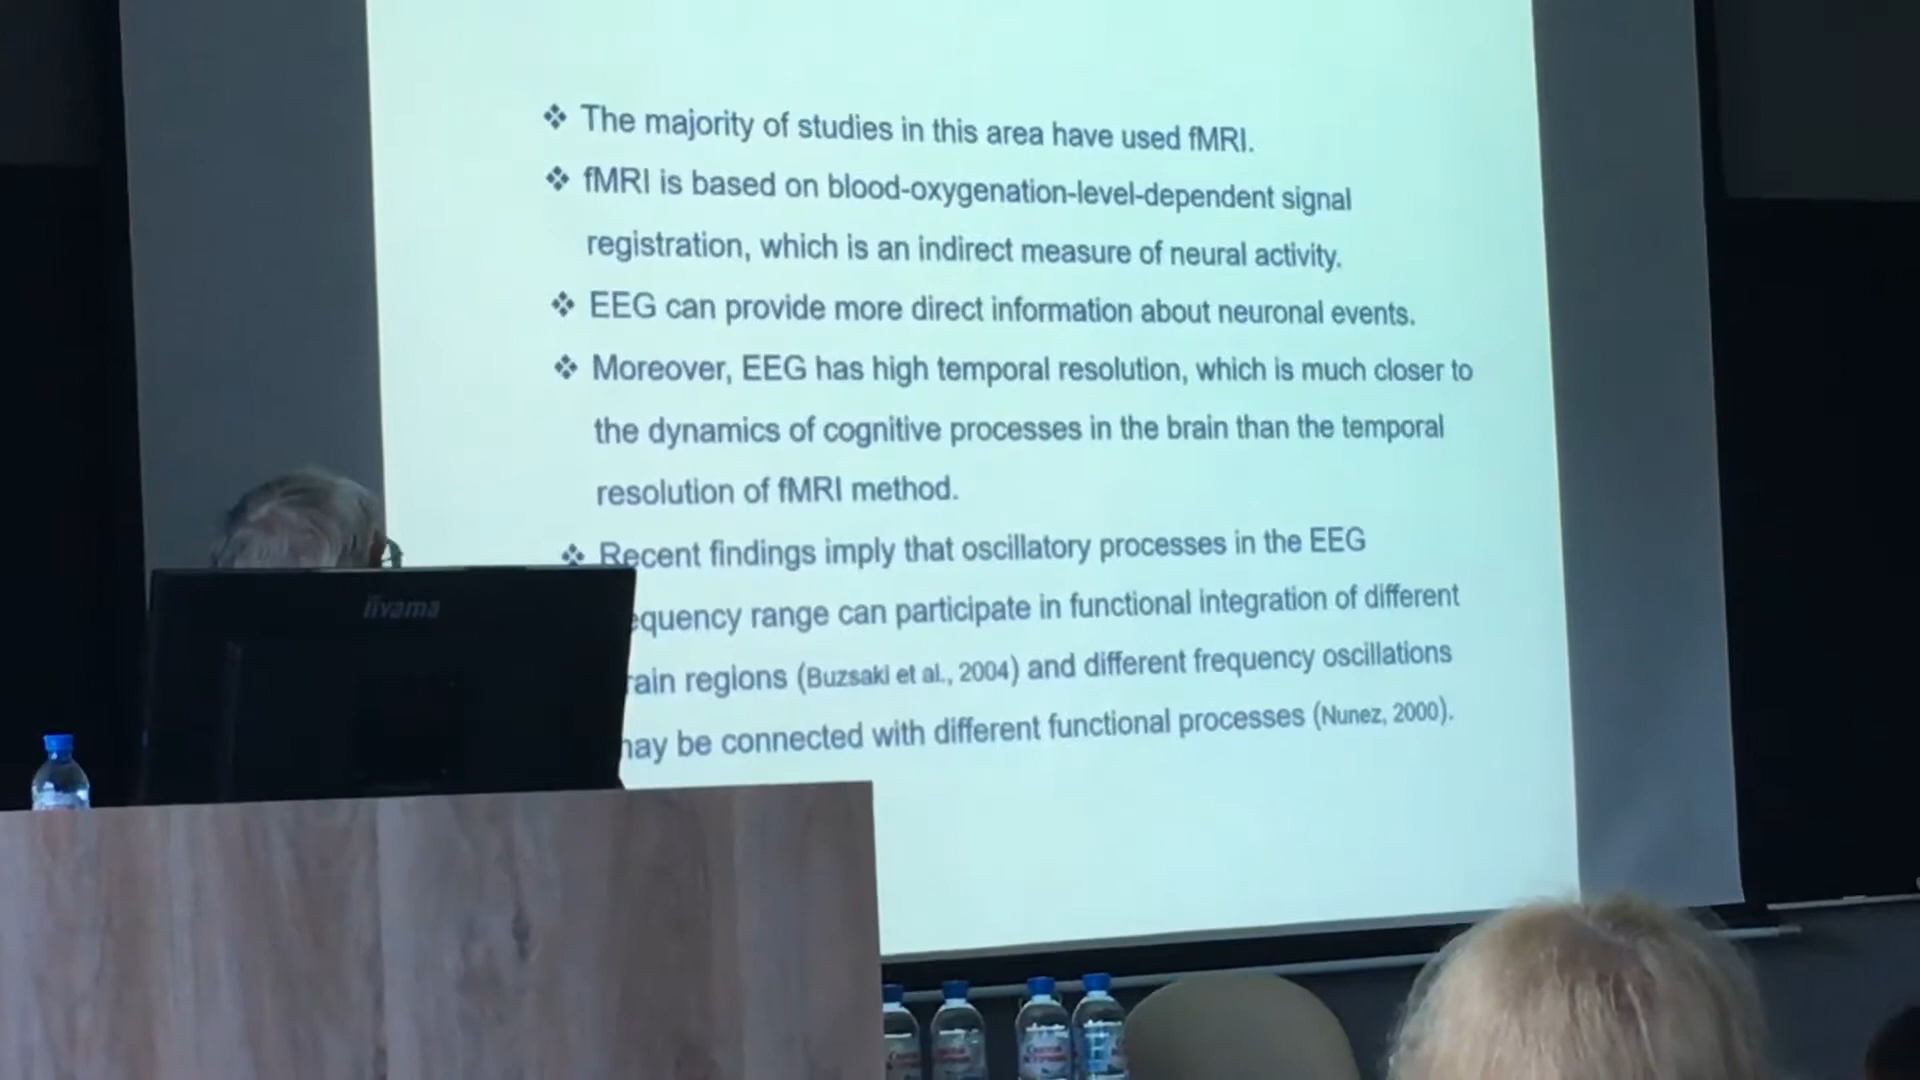 ❖ The majority of studies in this area have used fMRI.
❖ fMRI is based on blood-oxygenation-level-dependent signal
registration, which is an indirect measure of neural activity.
❖ EEG can provide more direct information about neuronal events.
❖ Moreover, EEG has high temporal resolution, which is much closer to
the dynamics of cognitive processes in the brain than the temporal
resolution of fMRI method.
❖ Recent findings imply that oscillatory processes in the EEG
equency range can participate in functional integration of different
rain regions (Buzsaki et al., 2004) and different frequency oscillations
may be connected with different functional processes (Nunez, 2000).
iiyama